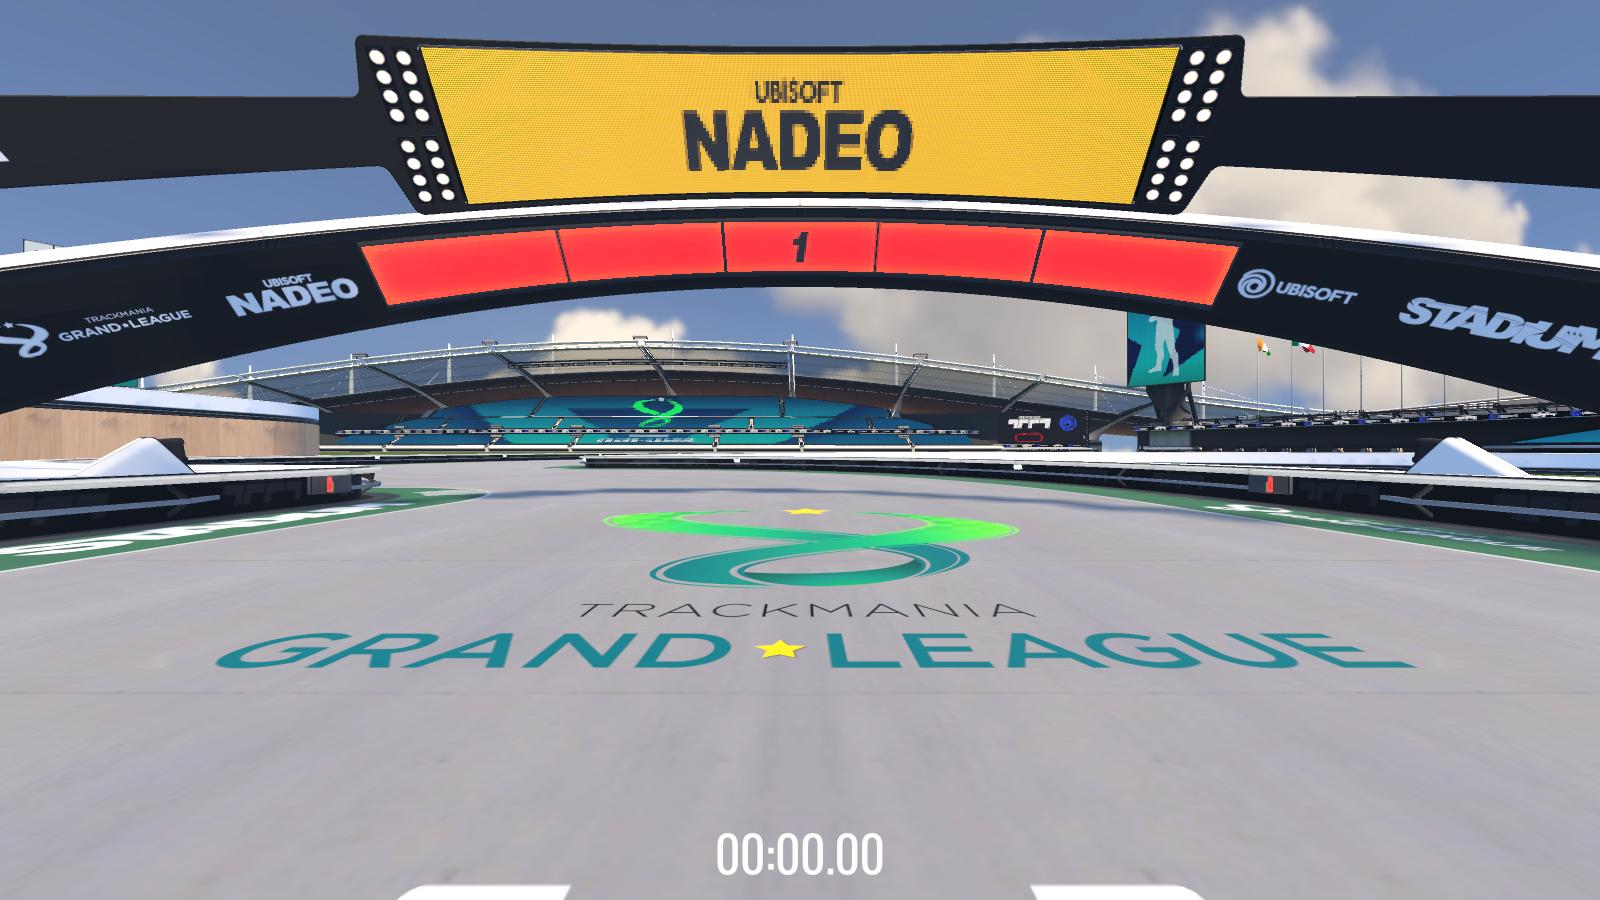 UBISOFT
NADEO
1
TRACKMANIA
GRAND★LEAGUE
UBISOFT
NADEO
UBISOFT
STADIUM
TRACKMANIA
GRAND★LEAGUE
00:00.00